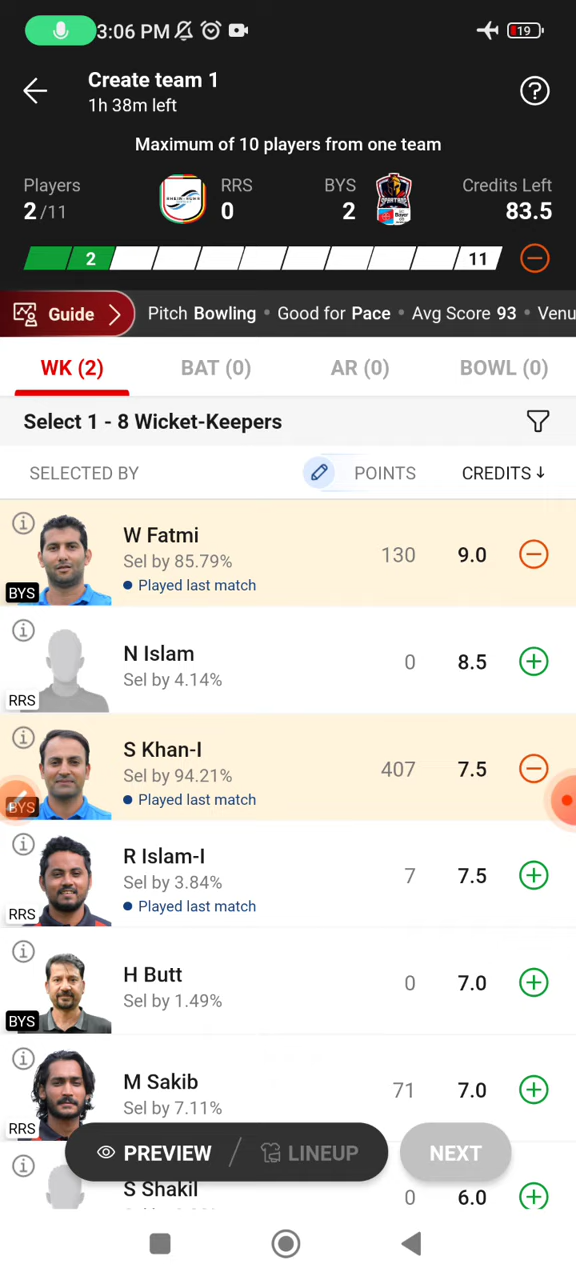 3:06 PM
19
Create team 1
1h 38m left
?
Maximum of 10 players from one team
Players RRS BYS Credits Left
2/11 0 2 83.5
2 11
Guide Pitch Bowling • Good for Pace • Avg Score 93 • Venu
WK (2) BAT (0) AR (0) BOWL (0)
Select 1 - 8 Wicket-Keepers
SELECTED BY POINTS CREDITS ↓
W Fatmi
Sel by 85.79%
130 9.0
Played last match
BYS
N Islam
Sel by 4.14%
0 8.5
RRS
S Khan-I
Sel by 94.21%
407 7.5
Played last match
BYS
R Islam-I
Sel by 3.84%
7 7.5
Played last match
RRS
H Butt
Sel by 1.49%
0 7.0
BYS
M Sakib
Sel by 7.11%
71 7.0
RRS
PREVIEW / LINEUP NEXT
S Shakil
0 6.0